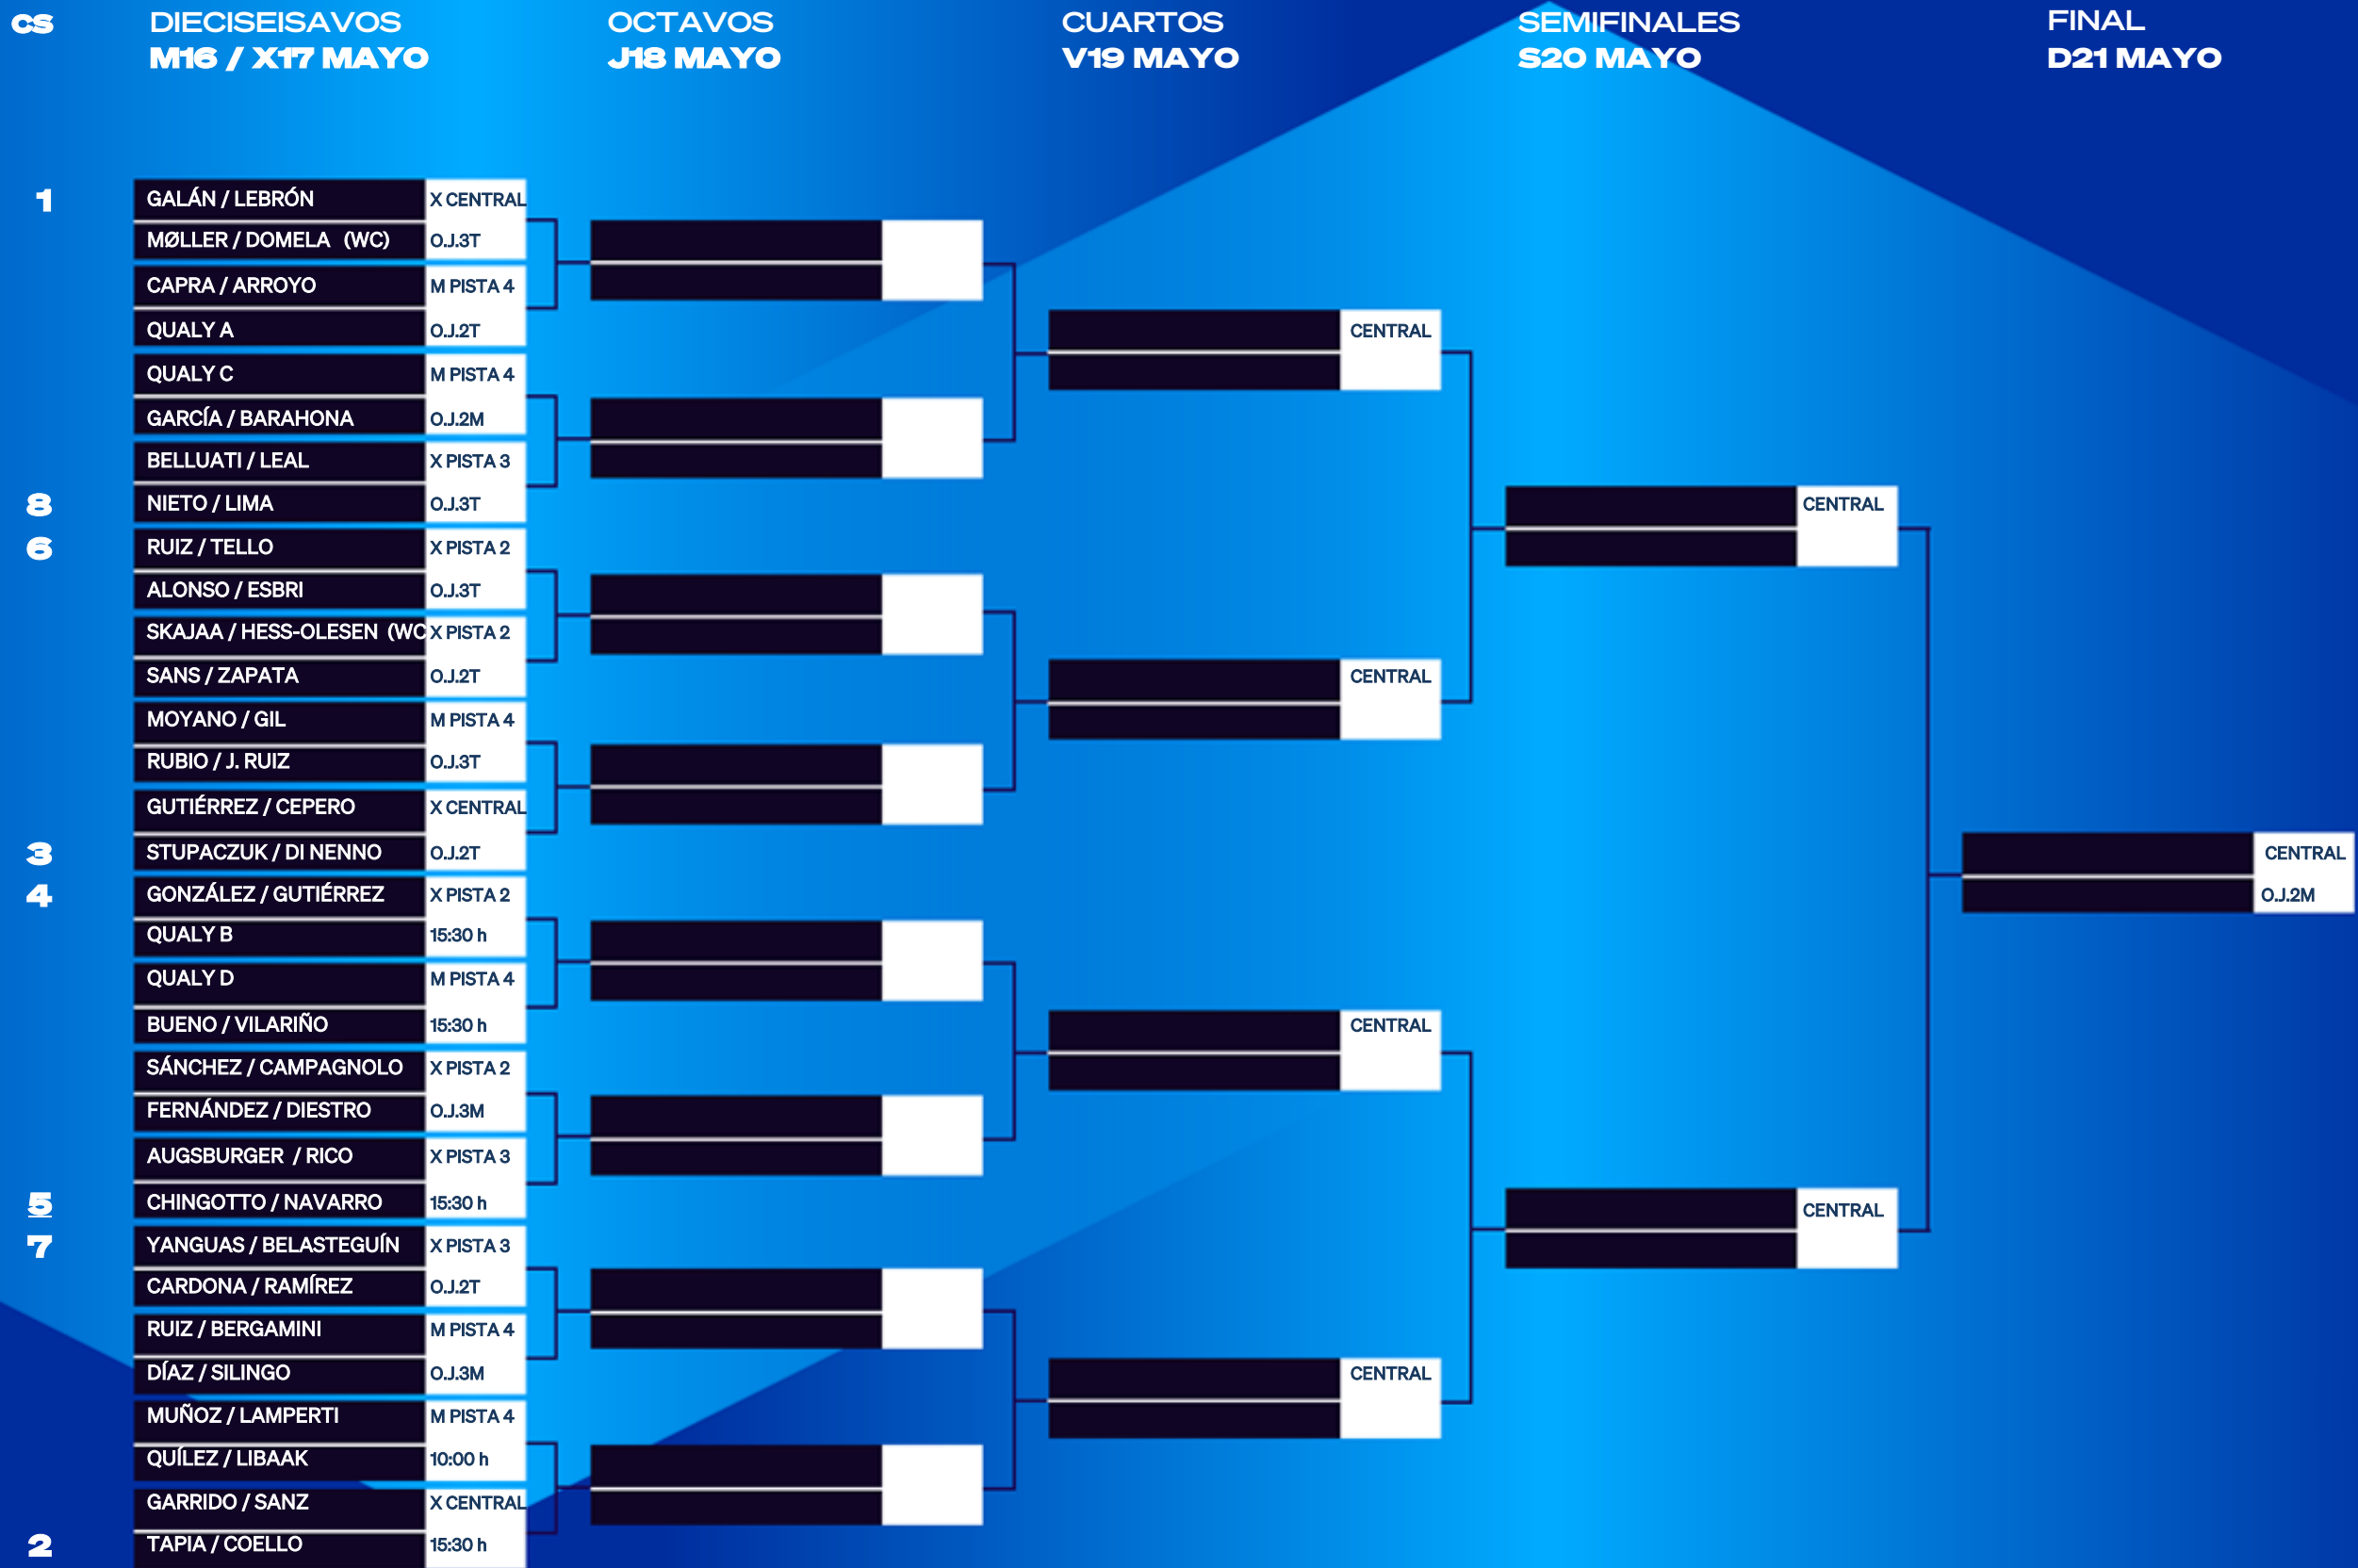 CS DIECISEISAVOS OCTAVOS CUARTOS SEMIFINALES FINAL
M16 / X17 MAYO J18 MAYO V19 MAYO S20 MAYO D21 MAYO
1 GALÁN / LEBRÓN X CENTRAL
MØLLER / DOMELA (WC) O.J.3T
CAPRA / ARROYO M PISTA 4
QUALY A O.J.2T
CENTRAL
QUALY C M PISTA 4
GARCÍA / BARAHONA O.J.2M
BELLUATI / LEAL X PISTA 3
8 NIETO / LIMA O.J.3T
CENTRAL
6 RUIZ / TELLO X PISTA 2
ALONSO / ESBRI O.J.3T
SKAJAA / HESS-OLESEN (WC X PISTA 2
SANS / ZAPATA O.J.2T
CENTRAL
MOYANO / GIL M PISTA 4
RUBIO / J. RUIZ O.J.3T
GUTIÉRREZ / CEPERO X CENTRAL
3 STUPACZUK / DI NENNO O.J.2T
CENTRAL
4 GONZÁLEZ / GUTIÉRREZ X PISTA 2
O.J.2M
QUALY B 15:30 h
QUALY D M PISTA 4
BUENO / VILARIÑO 15:30 h
CENTRAL
SÁNCHEZ / CAMPAGNOLO X PISTA 2
FERNÁNDEZ / DIESTRO O.J.3M
AUGSBURGER / RICO X PISTA 3
5 CHINGOTTO / NAVARRO 15:30 h
CENTRAL
7 YANGUAS / BELASTEGUÍN X PISTA 3
CARDONA / RAMÍREZ O.J.2T
RUIZ / BERGAMINI M PISTA 4
DÍAZ / SILINGO O.J.3M
CENTRAL
MUÑOZ / LAMPERTI M PISTA 4
QUÍLEZ / LIBAAK 10:00 h
GARRIDO / SANZ X CENTRAL
2 TAPIA / COELLO 15:30 h